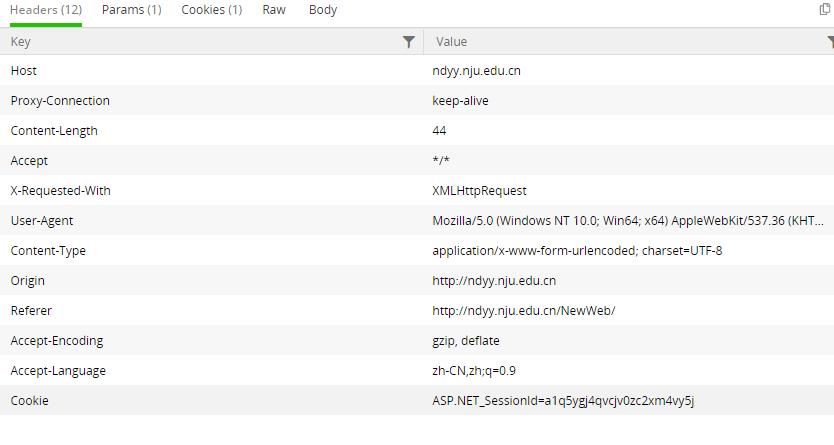 Headers (12) Params (1) Cookies (1) Raw Body
Key Value
Host ndyy.nju.edu.cn
Proxy-Connection keep-alive
Content-Length 44
Accept */*
X-Requested-With XMLHttpRequest
User-Agent Mozilla/5.0 (Windows NT 10.0; Win64; x64) AppleWebKit/537.36 (KHT...
Content-Type application/x-www-form-urlencoded; charset=UTF-8
Origin http://ndyy.nju.edu.cn
Referer http://ndyy.nju.edu.cn/NewWeb/
Accept-Encoding gzip, deflate
Accept-Language zh-CN,zh;q=0.9
Cookie ASP.NET_SessionId=a1q5ygj4qvcjv0zc2xm4vy5j